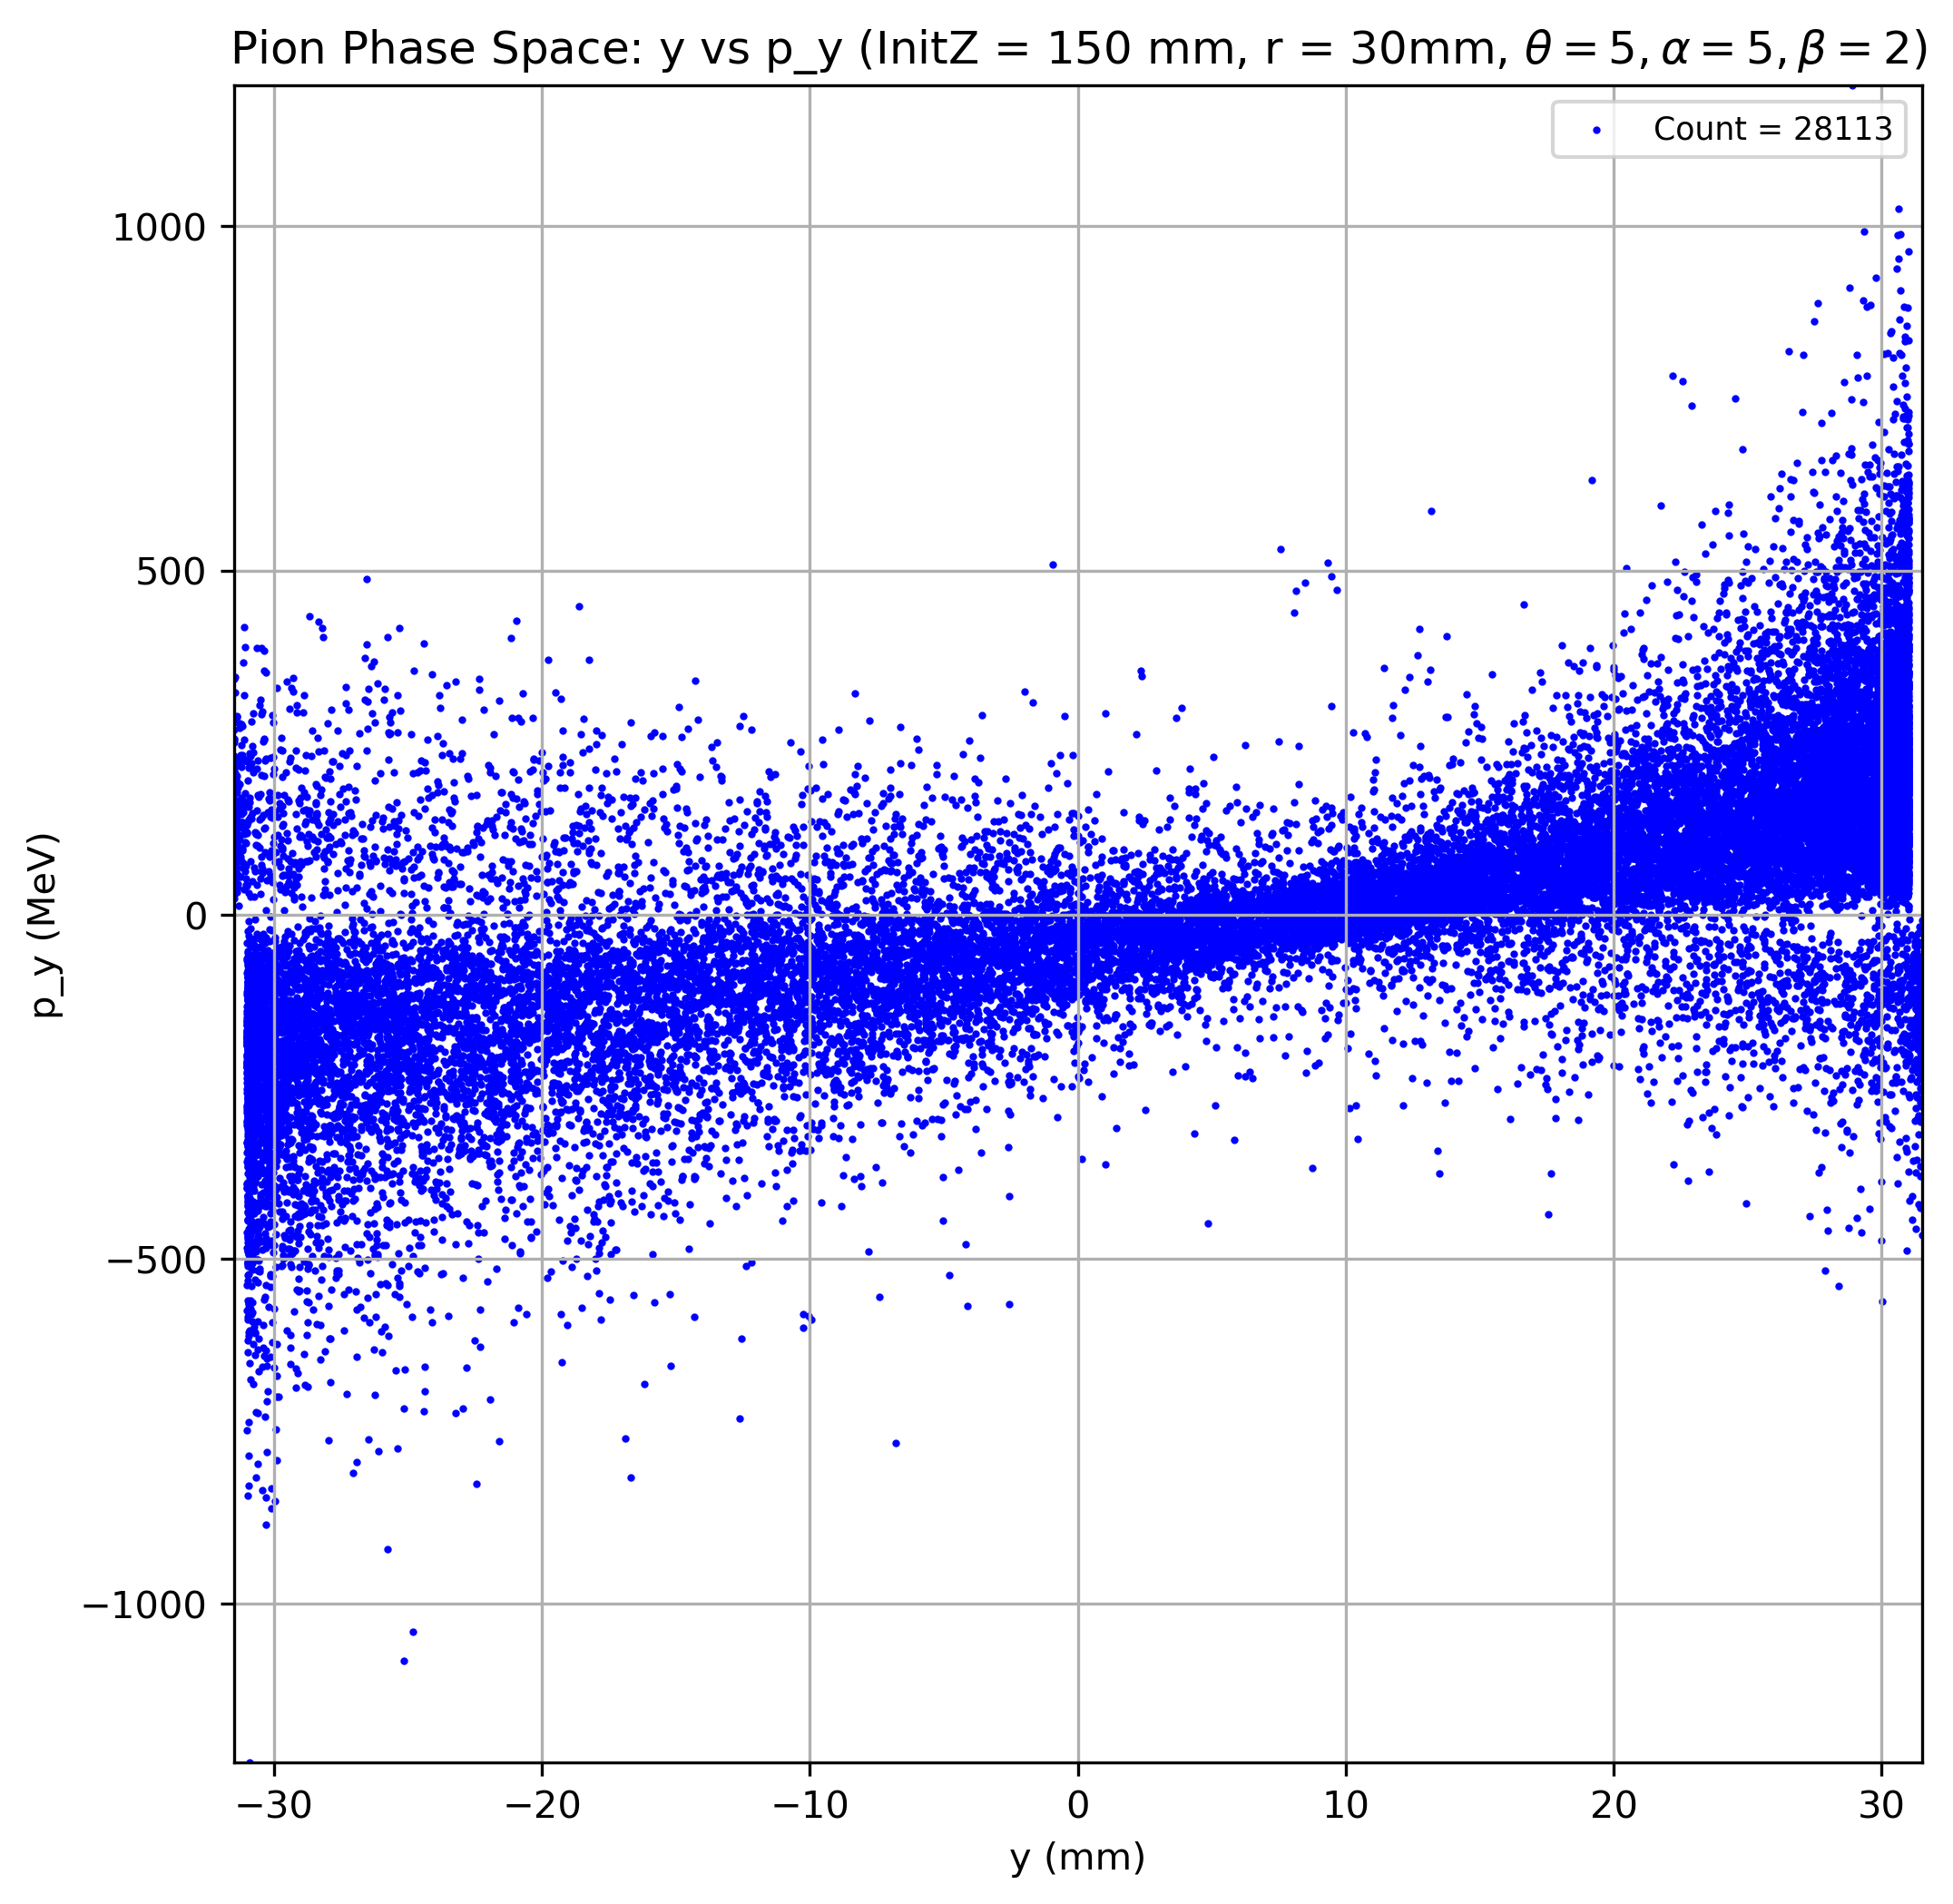 Pion Phase Space: y vs p_y (InitZ = 150 mm, r = 30mm, θ = 5, α = 5, β = 2)
Count = 28113
1000
500
0
−500
−1000
p_y (MeV)
−30 −20 −10 0 10 20 30
y (mm)